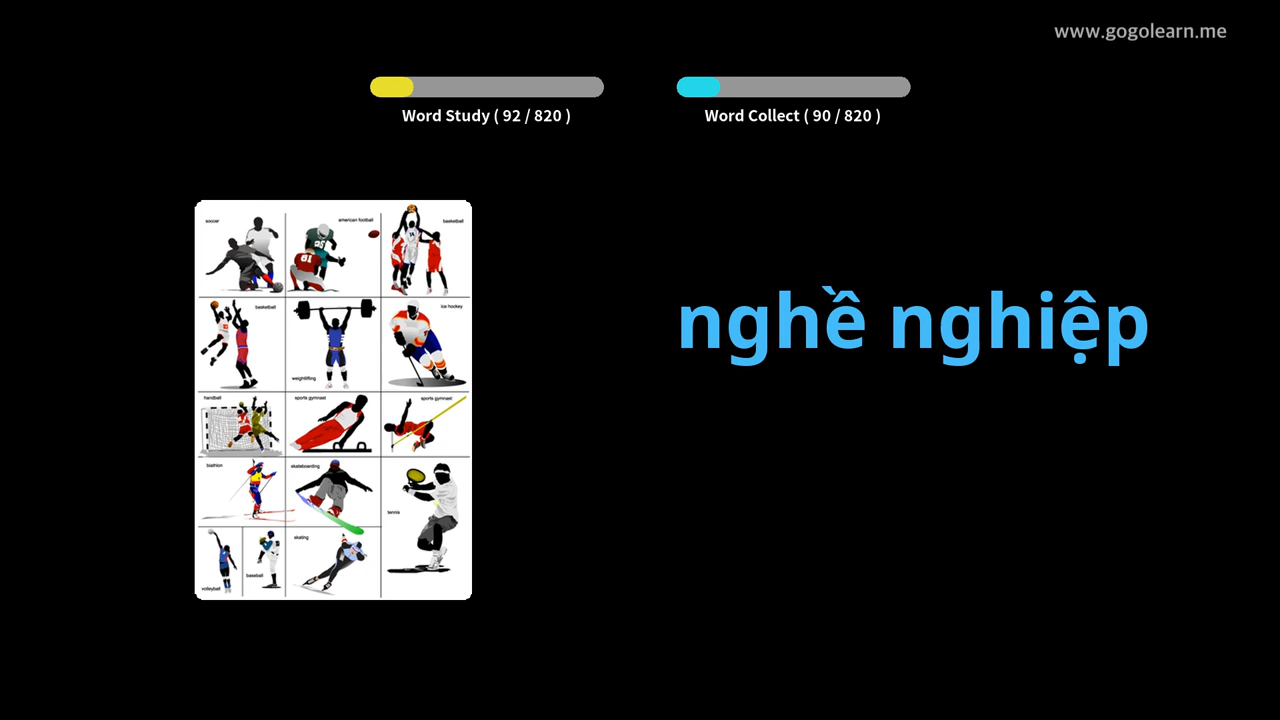 www.gogolearn.me
Word Study ( 92 / 820 )
Word Collect ( 90 / 820 )
soccer
american football
basketball
basketball
weightlifting
ice hockey
handball
sports gymnast
sports gymnast
biathlon
skateboarding
tennis
volleyball
baseball
skating
nghề nghiệp